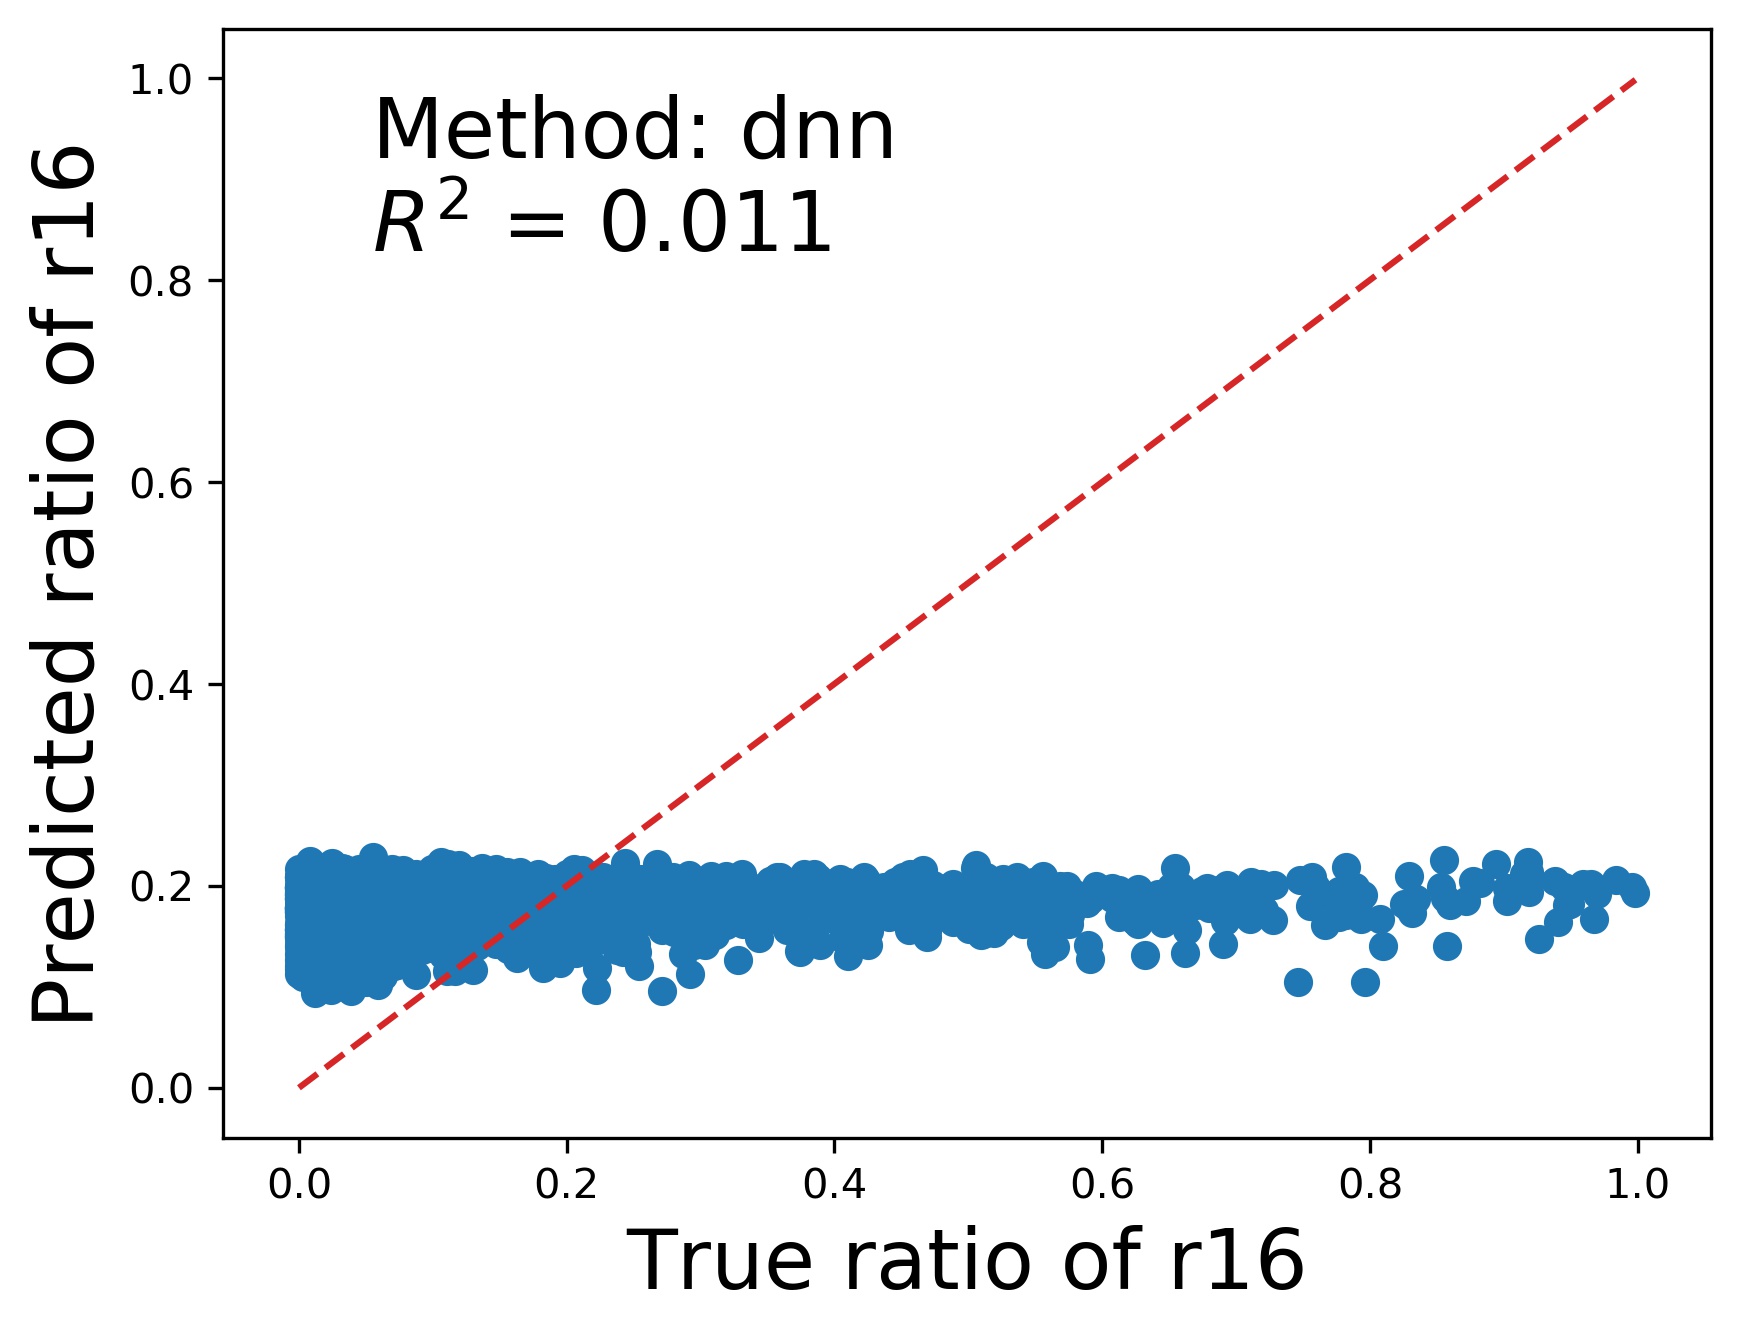 Method: dnn
R² = 0.011
Predicted ratio of r16
1.0
0.8
0.6
0.4
0.2
0.0
0.0 0.2 0.4 0.6 0.8 1.0
True ratio of r16